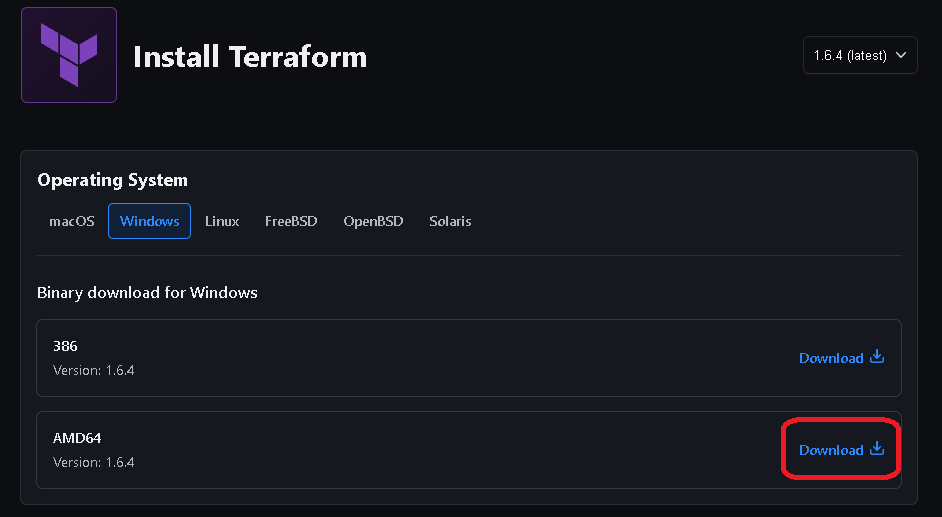 Install Terraform
1.6.4 (latest)
Operating System
macOS Windows Linux FreeBSD OpenBSD Solaris
Binary download for Windows
386
Version: 1.6.4
Download
AMD64
Version: 1.6.4
Download